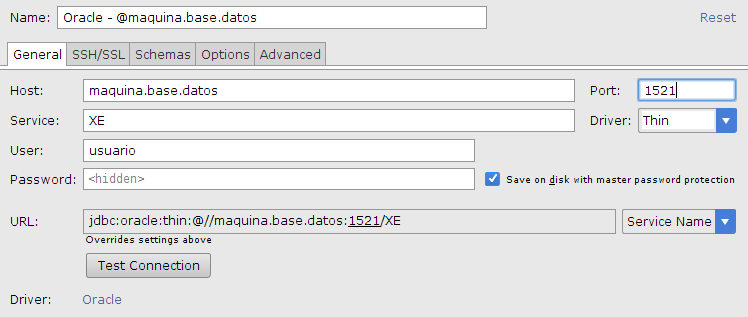 Name: Oracle - @maquina.base.datos Reset
General SSH/SSL Schemas Options Advanced
Host: maquina.base.datos Port: 1521
Service: XE Driver: Thin
User: usuario
Password: <hidden> Save on disk with master password protection
URL: jdbc:oracle:thin:@//maquina.base.datos:1521/XE Service Name
Overrides settings above
Test Connection
Driver: Oracle